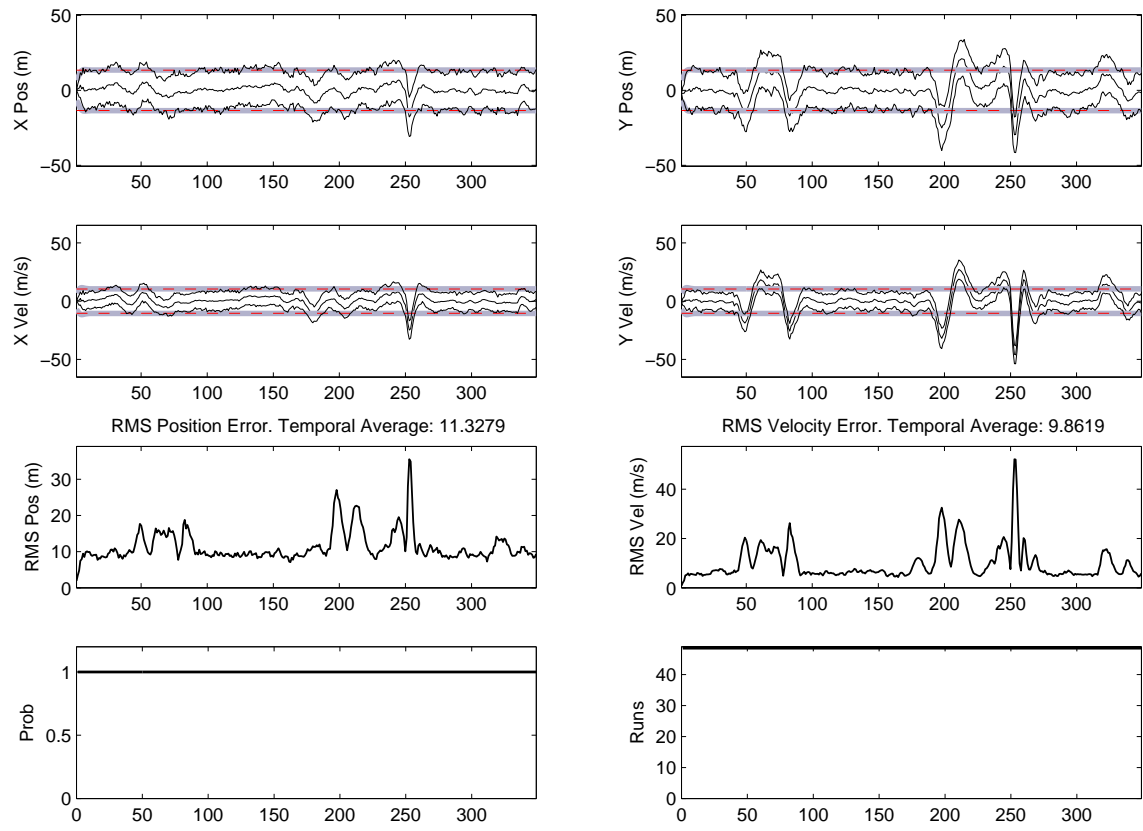 50
0
−50
X Pos (m)
50 100 150 200 250 300
50
0
−50
Y Pos (m)
50 100 150 200 250 300
50
0
−50
X Vel (m/s)
50 100 150 200 250 300
50
0
−50
Y Vel (m/s)
50 100 150 200 250 300
RMS Position Error. Temporal Average: 11.3279
30
20
10
0
RMS Pos (m)
50 100 150 200 250 300
RMS Velocity Error. Temporal Average: 9.8619
40
20
0
RMS Vel (m/s)
50 100 150 200 250 300
1
0.5
0
Prob
0 50 100 150 200 250 300
40
30
20
10
0
Runs
50 100 150 200 250 300